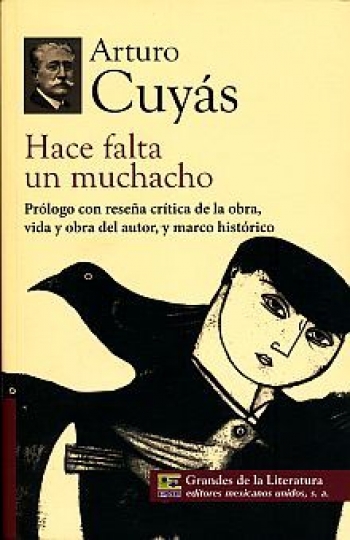 Arturo
Cuyás
Hace falta
un muchacho
Prólogo con reseña crítica de la obra,
vida y obra del autor, y marco histórico
Grandes de la Literatura
editores mexicanos unidos, s. a.